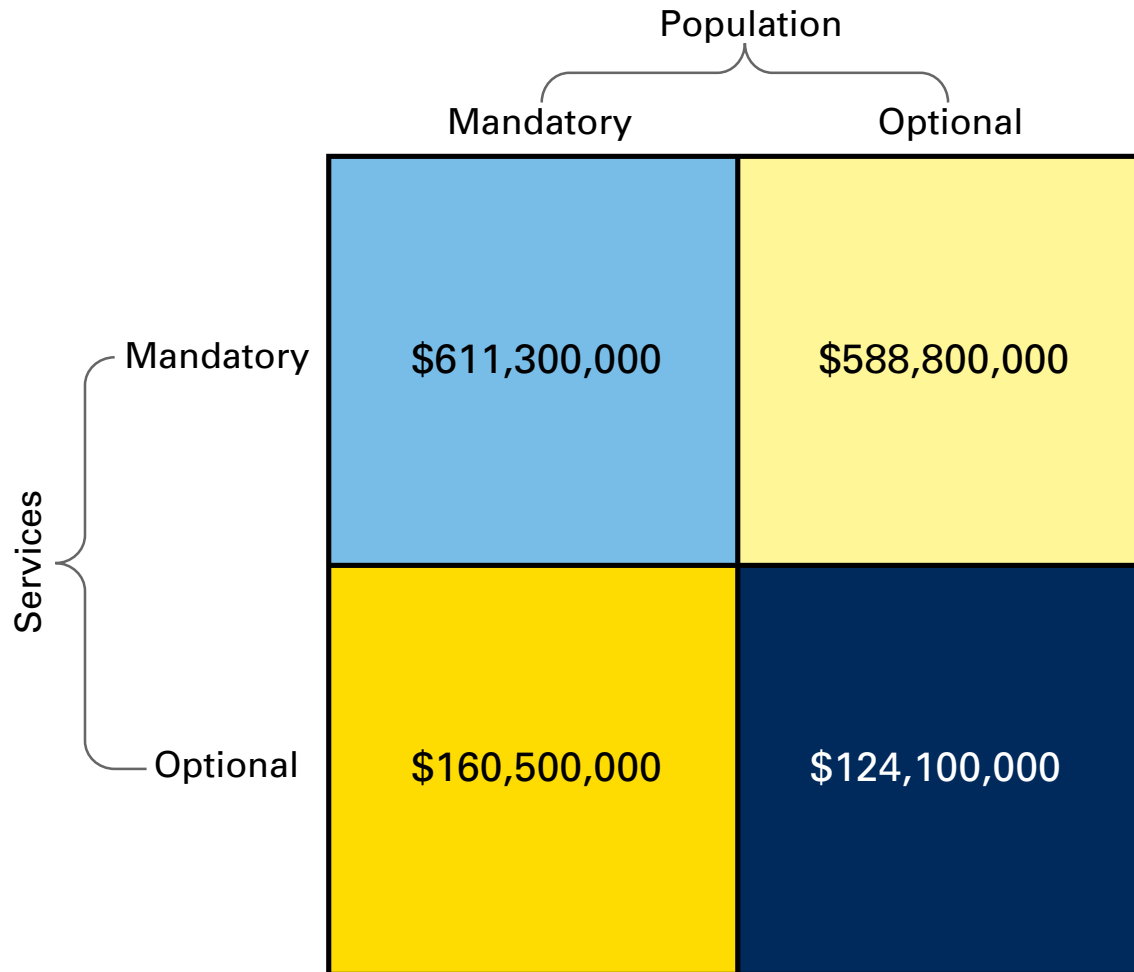 Population
Mandatory Optional
Mandatory $611,300,000 $588,800,000
Services
Optional $160,500,000 $124,100,000